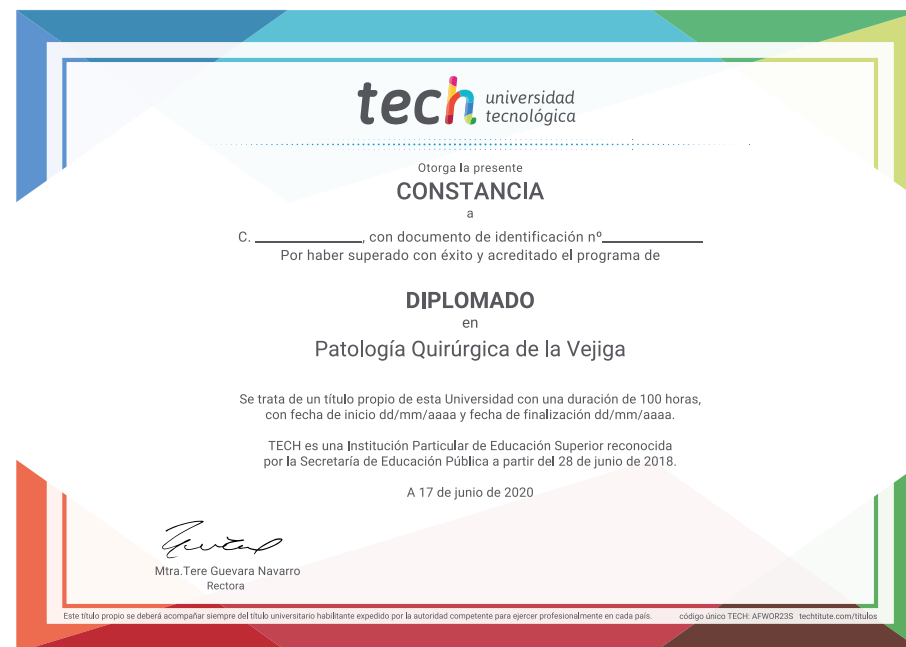 tech universidad
tecnológica
Otorga la presente
CONSTANCIA
a
C. ____________, con documento de identificación nº____________
Por haber superado con éxito y acreditado el programa de
DIPLOMADO
en
Patología Quirúrgica de la Vejiga
Se trata de un título propio de esta Universidad con una duración de 100 horas,
con fecha de inicio dd/mm/aaaa y fecha de finalización dd/mm/aaaa.
TECH es una Institución Particular de Educación Superior reconocida
por la Secretaría de Educación Pública a partir del 28 de junio de 2018.
A 17 de junio de 2020
Mtra.Tere Guevara Navarro
Rectora
Este título propio se deberá acompañar siempre del título universitario habilitante expedido por la autoridad competente para ejercer profesionalmente en cada país. código único TECH: AFWOR23S techtitute.com/titulos